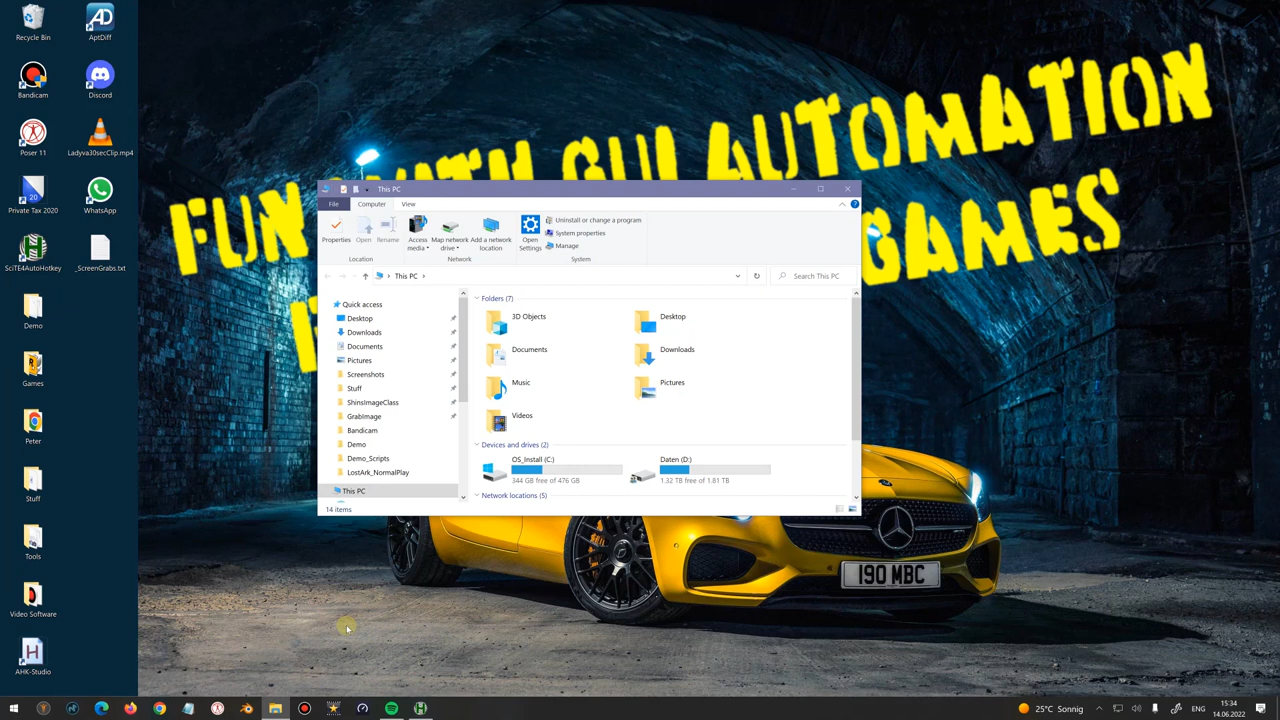 Recycle Bin
AptDiff
Bandicam
Discord
Poser 11
Ladyva30secClip.mp4
Private Tax 2020
20
WhatsApp
SciTE4AutoHotkey
_ScreenGrabs.txt
Demo
Games
Peter
Stuff
Tools
Video Software
AHK-Studio
FUN WITH GUI AUTOMATION
GAMES
This PC
File
Computer
View
Properties
Open
Rename
Access media
Map network drive
Add a network location
Open Settings
Uninstall or change a program
System properties
Manage
Location
Network
System
This PC
Search This PC
Quick access
Desktop
Downloads
Documents
Pictures
Screenshots
Stuff
ShinsImageClass
GrabImage
Bandicam
Demo
Demo_Scripts
LostArk_NormalPlay
This PC
Folders (7)
3D Objects
Desktop
Documents
Downloads
Music
Pictures
Videos
Devices and drives (2)
OS_Install (C:)
344 GB free of 476 GB
Daten (D:)
1.32 TB free of 1.81 TB
Network locations (5)
14 items
190 MBC
25°C Sonnig
ENG
15:34
14.06.2022